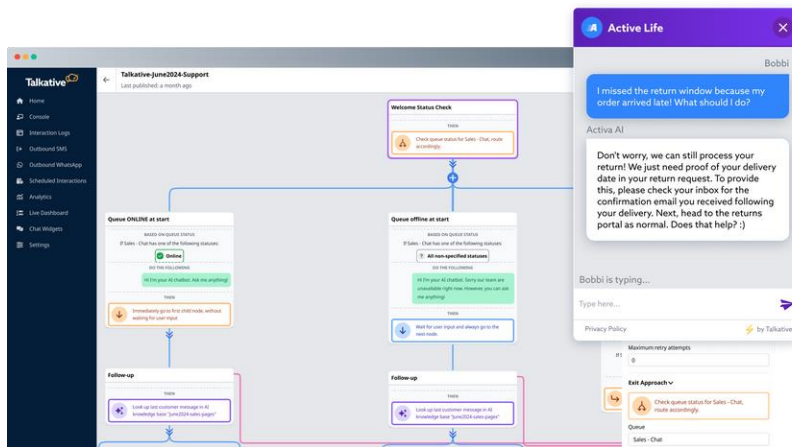 Talkative
Home
Console
Interaction Logs
Outbound SMS
Outbound WhatsApp
Scheduled Interactions
Analytics
Live Dashboard
Chat Widgets
Settings
Talkative-June2024-Support
Last published: a month ago
Welcome Status Check
THEN
Check queue status for Sales - Chat, route
accordingly.
Queue ONLINE at start
BASED ON QUEUE STATUS
If Sales - Chat has one of the following statuses:
Online
DO THE FOLLOWING
Hi I'm your AI chatbot. Ask me anything!
THEN
Immediately go to first child node, without
waiting for user input
Follow-up
THEN
Look up last customer message in AI
knowledge base "June2024-sales-pages"
Queue offline at start
BASED ON QUEUE STATUS
If Sales - Chat has one of the following statuses:
All non-specified statuses
DO THE FOLLOWING
Hi I'm your AI chatbot. Sorry our team are
unavailable right now. However, you can ask
me anything!
THEN
Wait for user input and always go to the
next node.
Follow-up
THEN
Look up last customer message in AI
knowledge base "June2024-sales-pages"
Active Life
Bobbi
I missed the return window because my
order arrived late! What should I do?
Activa AI
Don't worry, we can still process your
return! We just need proof of your delivery
date in your return request. To provide
this, please check your inbox for the
confirmation email you received following
your delivery. Next, head to the returns
portal as normal. Does that help? :)
Bobbi is typing...
Type here...
Privacy Policy
by Talkative
Maximum retry attempts
0
Exit Approach
Check queue status for Sales - Chat,
route accordingly.
Queue
Sales - Chat